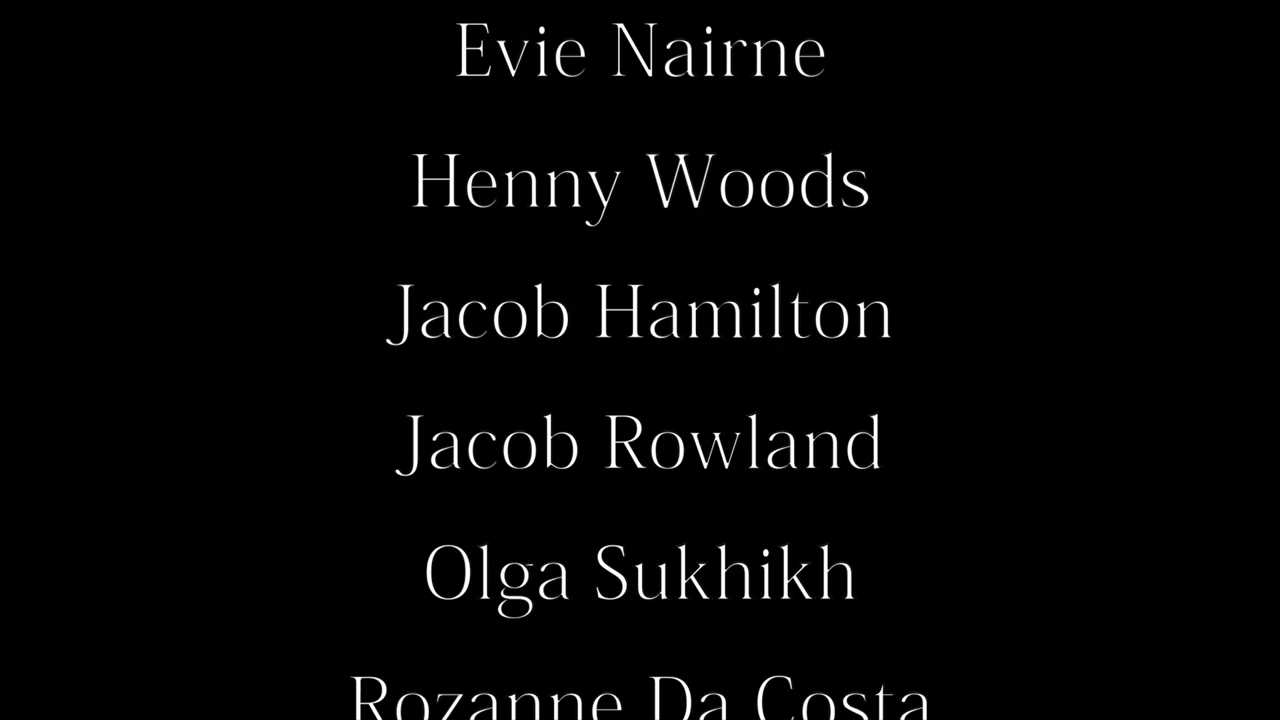 Evie Nairne
Henny Woods
Jacob Hamilton
Jacob Rowland
Olga Sukhikh
Rozanne Da Costa